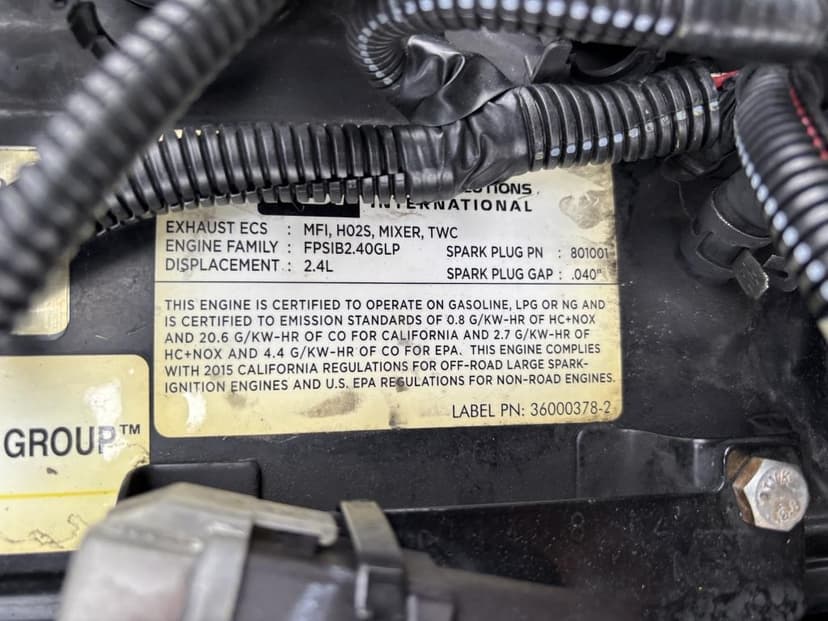 INTERNATIONAL
EXHAUST ECS : MFI, H02S, MIXER, TWC
ENGINE FAMILY : FPSIB2.40GLP SPARK PLUG PN : 801001
DISPLACEMENT : 2.4L SPARK PLUG GAP : .040"
THIS ENGINE IS CERTIFIED TO OPERATE ON GASOLINE, LPG OR NG AND
IS CERTIFIED TO EMISSION STANDARDS OF 0.8 G/KW-HR OF HC+NOX
AND 20.6 G/KW-HR OF CO FOR CALIFORNIA AND 2.7 G/KW-HR OF
HC+NOX AND 4.4 G/KW-HR OF CO FOR EPA. THIS ENGINE COMPLIES
WITH 2015 CALIFORNIA REGULATIONS FOR OFF-ROAD LARGE SPARK-
IGNITION ENGINES AND U.S. EPA REGULATIONS FOR NON-ROAD ENGINES.
LABEL PN: 36000378-2
GROUP™